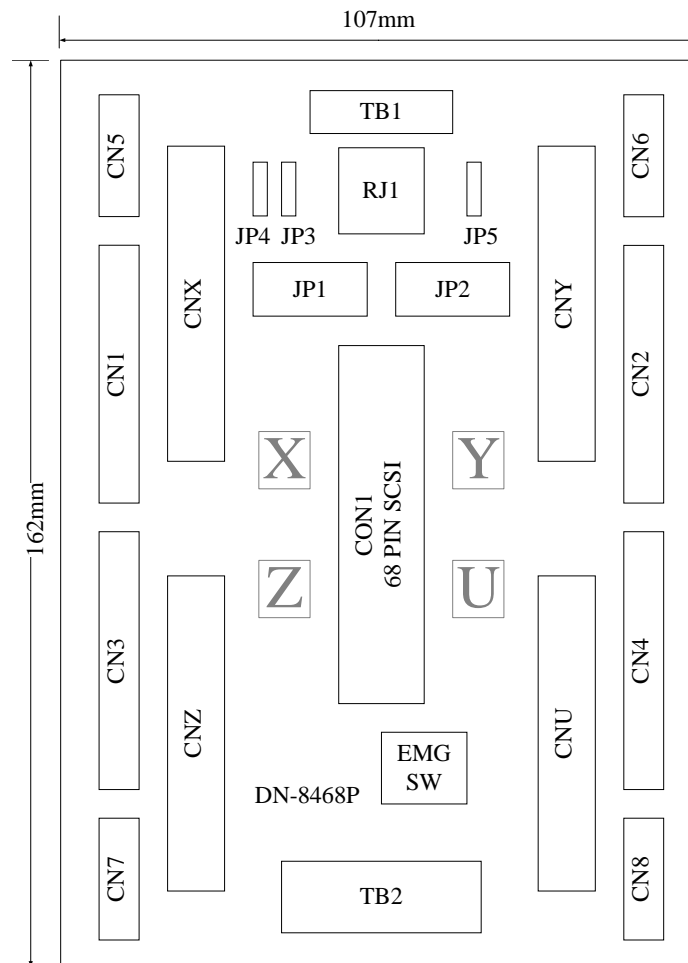 107mm
TB1
CN5
CN6
RJ1
JP4
JP3
JP5
CNX
CNY
JP1
JP2
CN1
CN2
X
Y
162mm
CON1
68 PIN SCSI
Z
U
CN3
CN4
CNZ
CNU
EMG
SW
DN-8468P
CN7
CN8
TB2